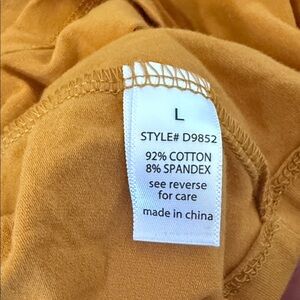 L
STYLE# D9852
92% COTTON
8% SPANDEX
see reverse
for care
made in china